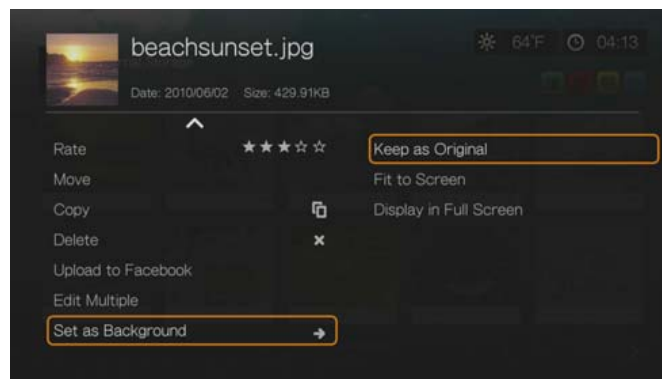 beachsunset.jpg
64°F 04:13
Date: 2010/06/02 Size: 429.91KB
Rate
Move
Copy
Delete
Upload to Facebook
Edit Multiple
Set as Background
Keep as Original
Fit to Screen
Display in Full Screen